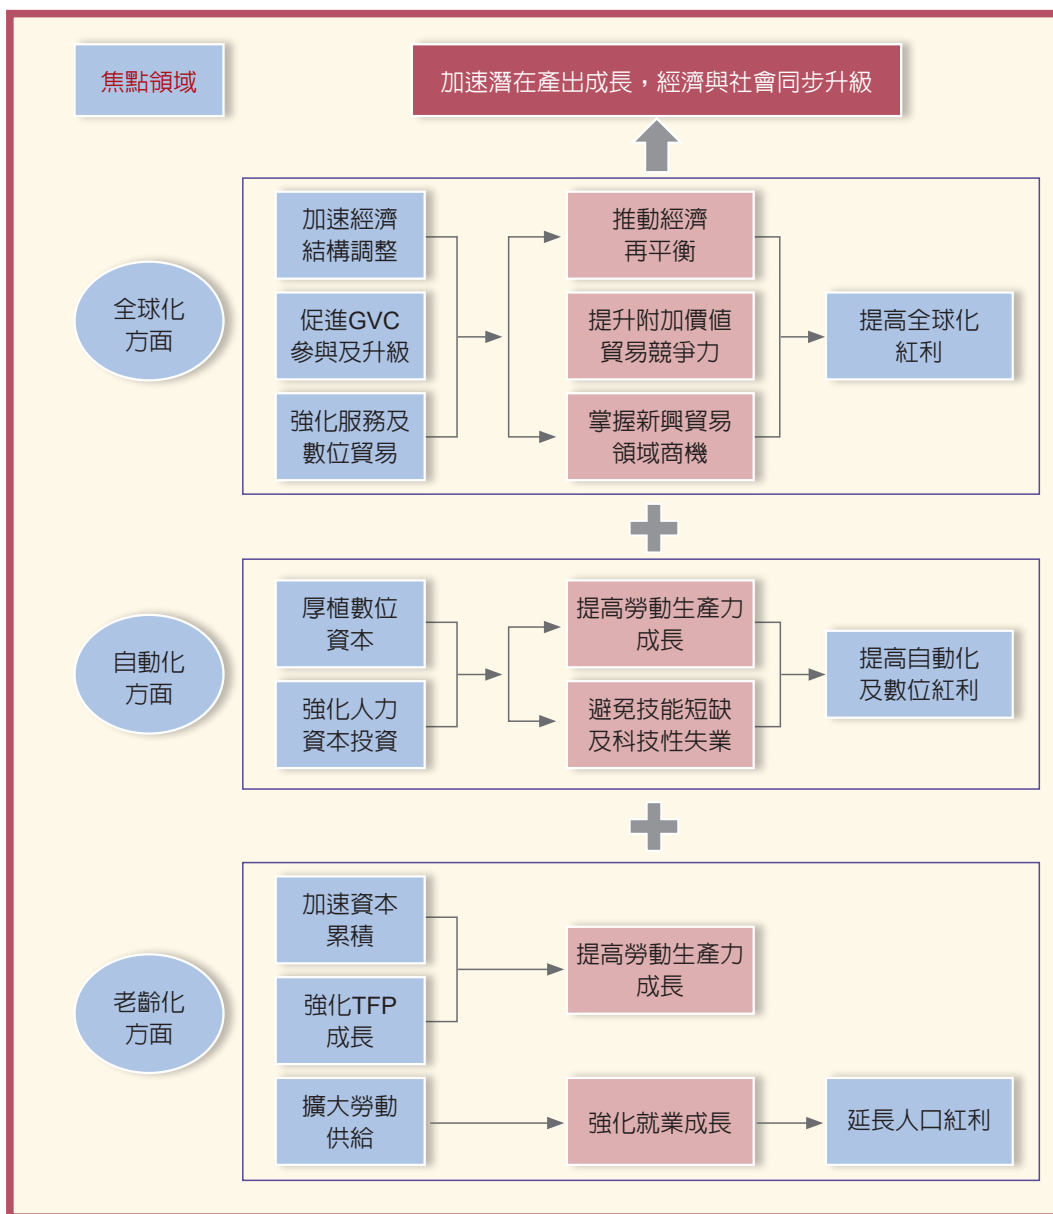 焦點領域
加速潛在產出成長，經濟與社會同步升級
全球化
方面
加速經濟
結構調整
促進GVC
參與及升級
強化服務及
數位貿易
推動經濟
再平衡
提升附加價值
貿易競爭力
掌握新興貿易
領域商機
提高全球化
紅利
自動化
方面
厚植數位
資本
強化人力
資本投資
提高勞動生產力
成長
避免技能短缺
及科技性失業
提高自動化
及數位紅利
老齡化
方面
加速資本
累積
強化TFP
成長
擴大勞動
供給
提高勞動生產力
成長
強化就業成長
延長人口紅利